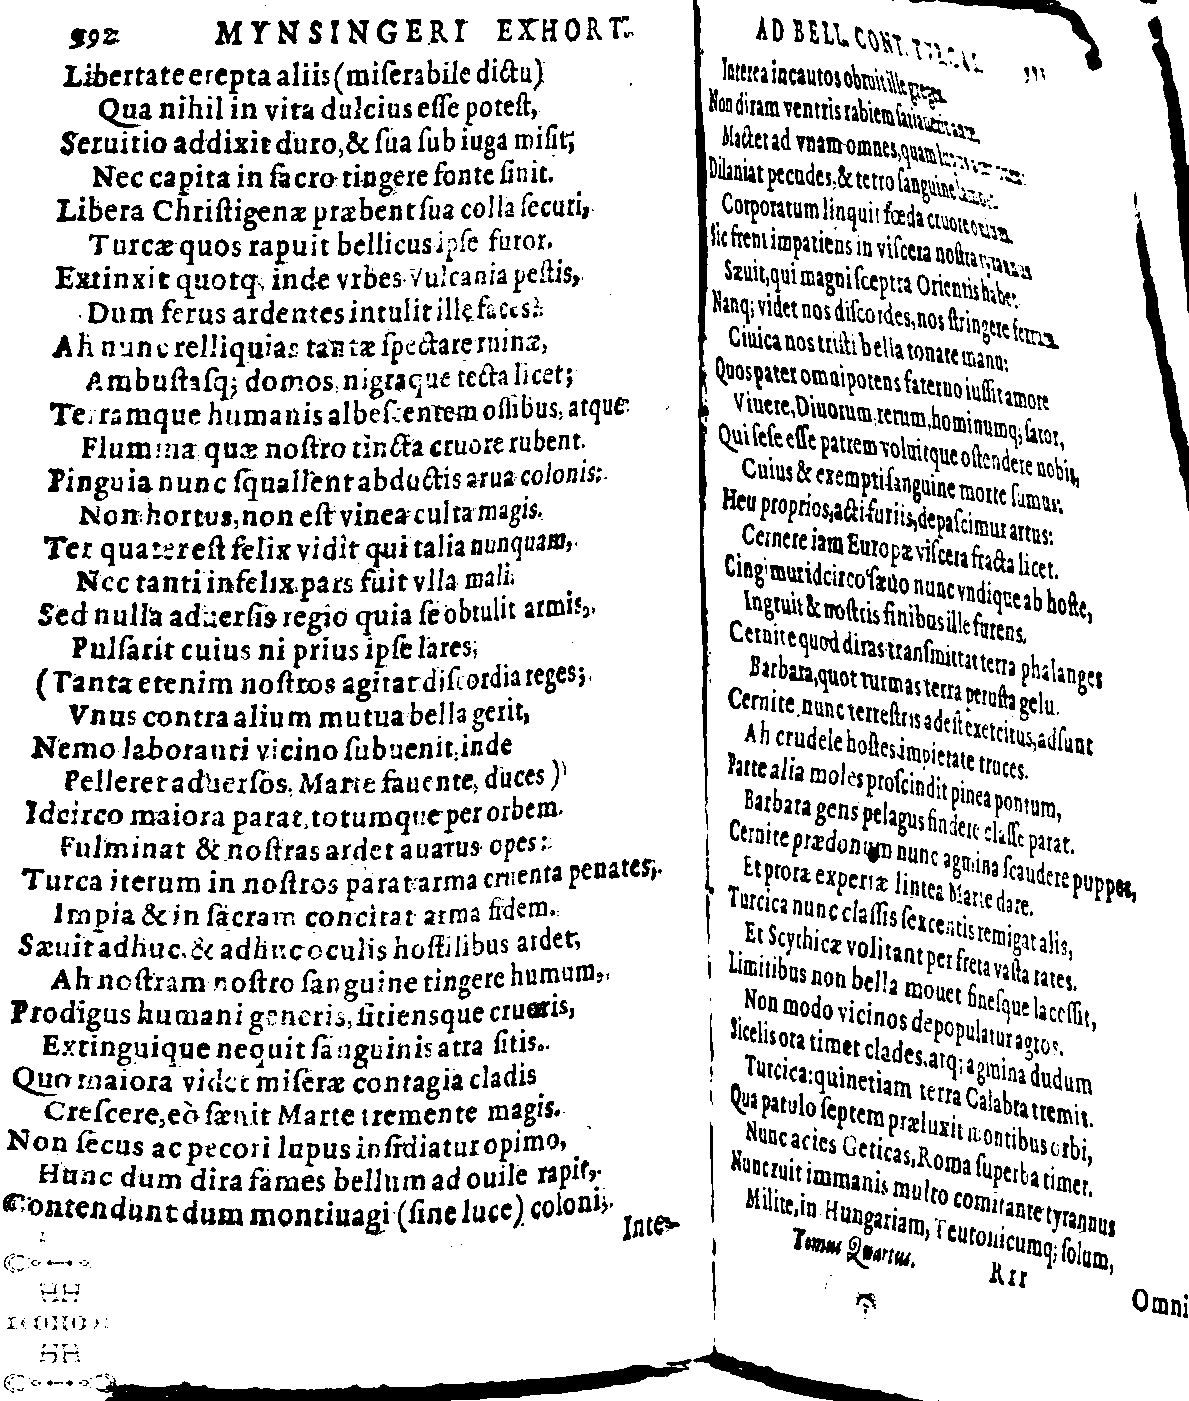 992 MYNSINGERI EXHORT.
Libertate erepta aliis (miſerabile dictu)
Qua nihil in vita dulcius eſſe poteſt,
Seruitio addixit duro, & ſua ſub iuga miſit;
Nec capita in ſacro tingere fonte ſinit.
Libera Chriſtigenæ præbent ſua colla ſecuri,
Turcæ quos rapuit bellicus ipſe furor.
Extinxit quotq; inde vrbes Vulcania peſtis,
Dum ferus ardentes intulit ille faces:
Ah nunc relliquias tantæ ſpectare ruinæ,
Ambuſtaſq; domos, nigraque tecta licet;
Terramque humanis albeſcentem oſſibus, atque
Flumina quæ noſtro tincta cruore rubent.
Pinguia nunc ſquallent abductis arua colonis:
Non hortus, non eſt vinea culta magis.
Ter quater eſt felix vidit qui talia nunquam,
Nec tanti infelix pars fuit vlla mali.
Sed nulla aduerſis regio quia ſe obtulit armis,
Pulſarit cuius ni prius ipſe lares;
(Tanta etenim noſtros agitat diſcordia reges;
Vnus contra alium mutua bella gerit,
Nemo laboranti vicino ſubuenit, inde
Pelleret aduerſos, Marte fauente, duces)
Idcirco maiora parat, totumque per orbem
Fulminat & noſtras ardet auarus opes:
Turca iterum in noſtros parat arma cruenta penates,
Impia & in ſacram concitat arma fidem.
Sæuit adhuc, & adhuc oculis hoſtilibus ardet,
Ah noſtram noſtro ſanguine tingere humum,
Prodigus humani generis, ſitiensque cruoris,
Extinguique nequit ſanguinis atra ſitis.
Quo maiora videt miſeræ contagia cladis
Creſcere, eò ſæuit Marte tremente magis.
Non ſecus ac pecori lupus inſidiatur opimo,
Hunc dum dira fames bellum ad ouile rapit,
Contendunt dum montiuagi (ſine luce) coloni,
Inte-
AD BELL. CONT. TVRCAS
Interea incautos obruit ille greges.
Non diram ventris rabiem
Mactet ad vnam omnes, quam
Dilaniat pecudes, & tetro ſanguine
Corporatum linquit fœda cruore
Sic freni impatiens in viſcera noſtra
Sæuit, qui magni ſceptra Orientis habet.
Nanq; videt nos diſcordes, nos ſtringere ferrum,
Ciuica nos triſti bella tonare manu:
Quos pater omnipotens faterno iuſſit amore
Viuere, Diuorum, rerum, hominumq; ſator,
Qui ſeſe eſſe patrem voluitque oſtendere nobis,
Cuius & exempti ſanguine morte ſumus:
Heu proprios, acti furiis, depaſcimur artus:
Cernere iam Europæ viſcera fracta licet.
Cingimur idcirco ſæuo nunc vndique ab hoſte,
Ingruit & noſtris finibus ille furens.
Cernite quod diras tranſmittat terra phalanges
Barbara, quot turmas terra peruſta gelu.
Cernite, nunc terreſtris adeſt exercitus, adſunt
Ah crudele hoſtes impietate truces.
Parte alia moles proſcindit pinea pontum,
Barbara gens pelagus findere claſſe parat.
Cernite prædonum nunc agmina ſcandere puppes,
Et prora expertæ lintea Marte dare.
Turcica nunc claſſis ſexcentis remigat alis,
Et Scythicæ volitant per freta vaſta rates.
Limitibus non bella mouet fineſque laceſſit,
Non modo vicinos depopulatur agros.
Sicelis ora timet clades, atq; agmina dudum
Turcica: quinetiam terra Calabra tremit.
Qua patulo ſeptem præluxit montibus orbi,
Nunc acies Geticas, Roma ſuperba timet.
Nunc ruit immanis multo comitante tyrannus
Milite, in Hungariam, Teutonicumq; ſolum,
Tomus Quartus. Rrr
Omni